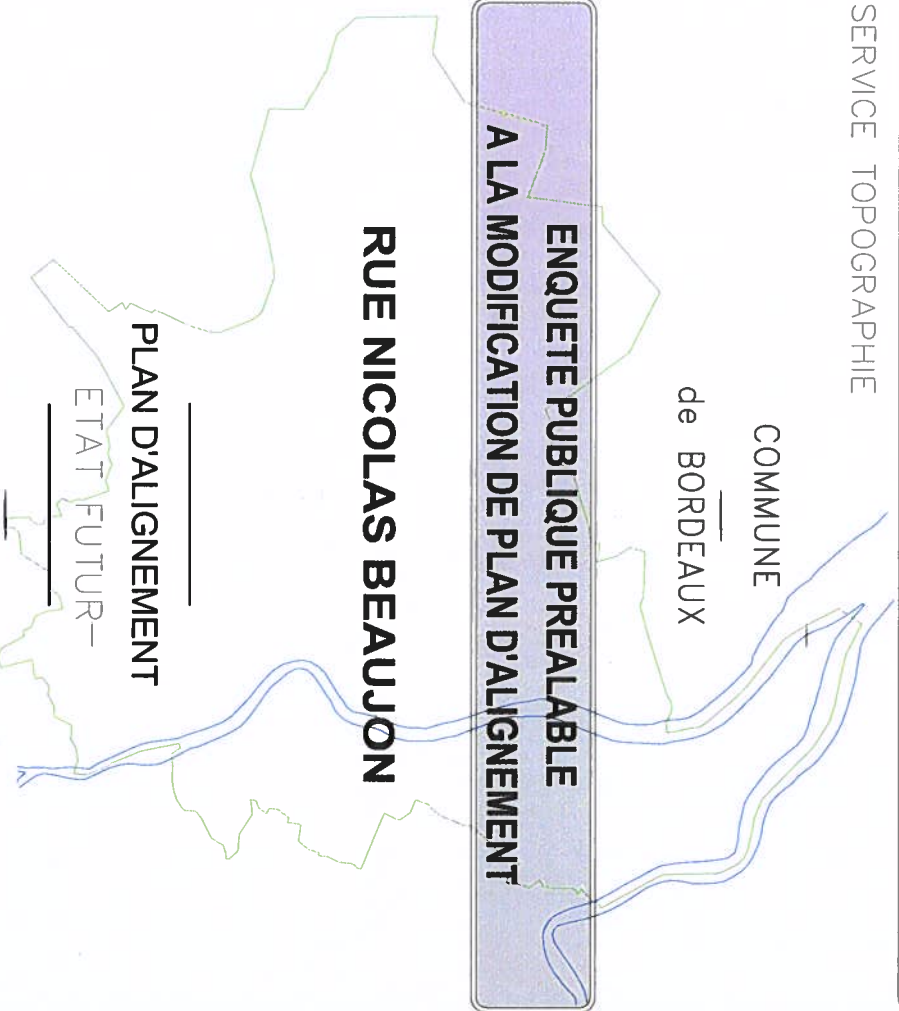 SERVICE TOPOGRAPHIE
COMMUNE
de BORDEAUX
ENQUETE PUBLIQUE PREALABLE
A LA MODIFICATION DE PLAN D'ALIGNEMENT
RUE NICOLAS BEAUJON
PLAN D'ALIGNEMENT
ETAT FUTUR-